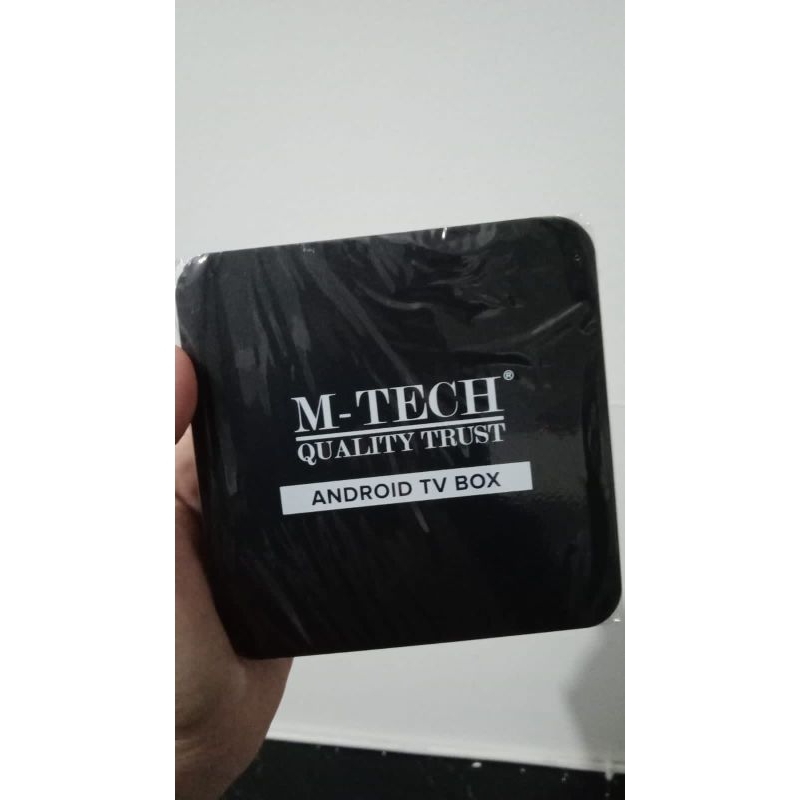 M-TECH®
QUALITY TRUST
ANDROID TV BOX